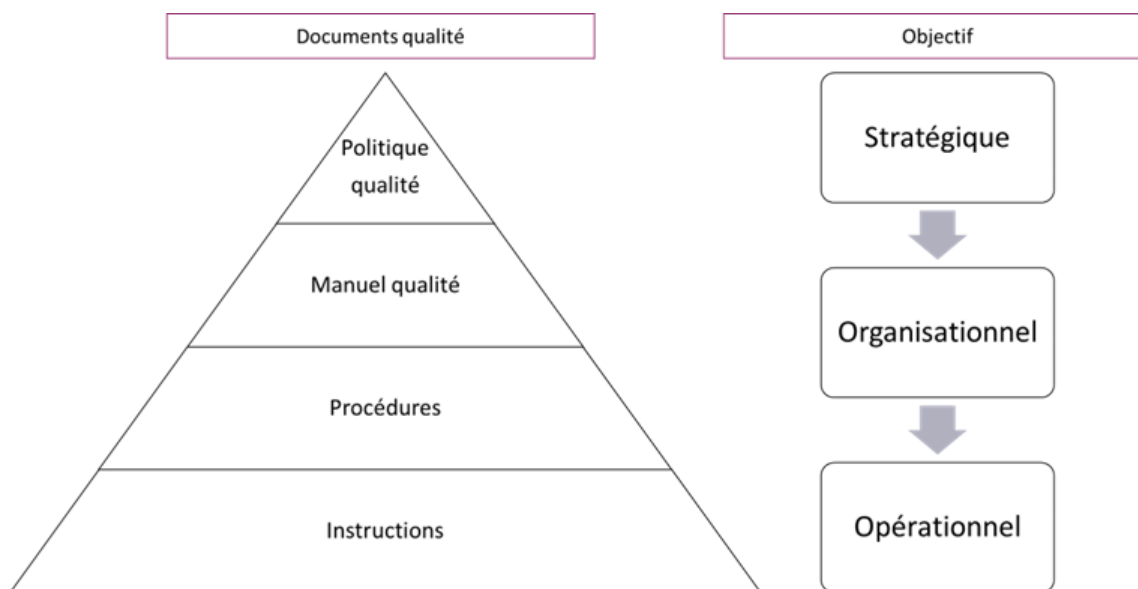 Documents qualité
Objectif
Politique
qualité
Stratégique
Manuel qualité
Organisationnel
Procédures
Instructions
Opérationnel